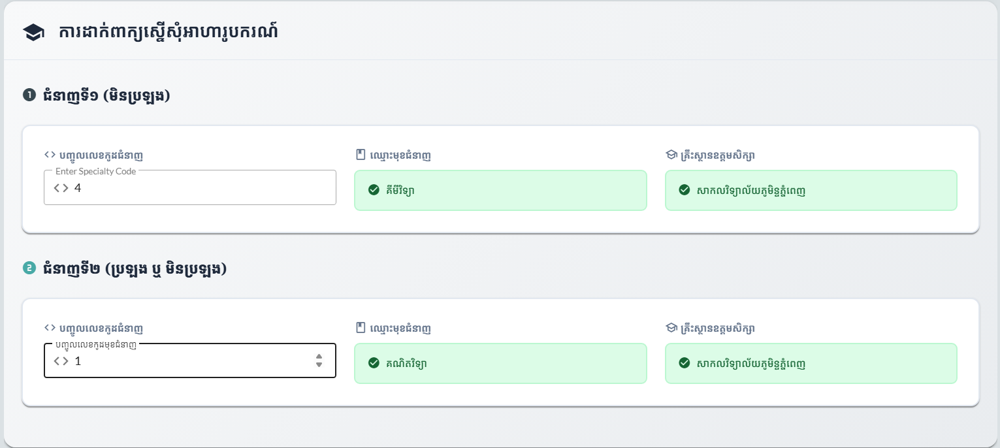 ការដាក់ពាក្យស្នើសុំអាហារូបករណ៍
1 ជំនាញទី១ (មិនប្រឡង)
<> បញ្ចូលលេខកូដជំនាញ
Enter Specialty Code
<> 4
ឈ្មោះមុខជំនាញ
គីមីវិទ្យា
គ្រឹះស្ថានឧត្តមសិក្សា
សាកលវិទ្យាល័យភូមិន្ទភ្នំពេញ
2 ជំនាញទី២ (ប្រឡង ឬ មិនប្រឡង)
<> បញ្ចូលលេខកូដជំនាញ
បញ្ចូលលេខកូដមុខជំនាញ
<> 1
ឈ្មោះមុខជំនាញ
គណិតវិទ្យា
គ្រឹះស្ថានឧត្តមសិក្សា
សាកលវិទ្យាល័យភូមិន្ទភ្នំពេញ